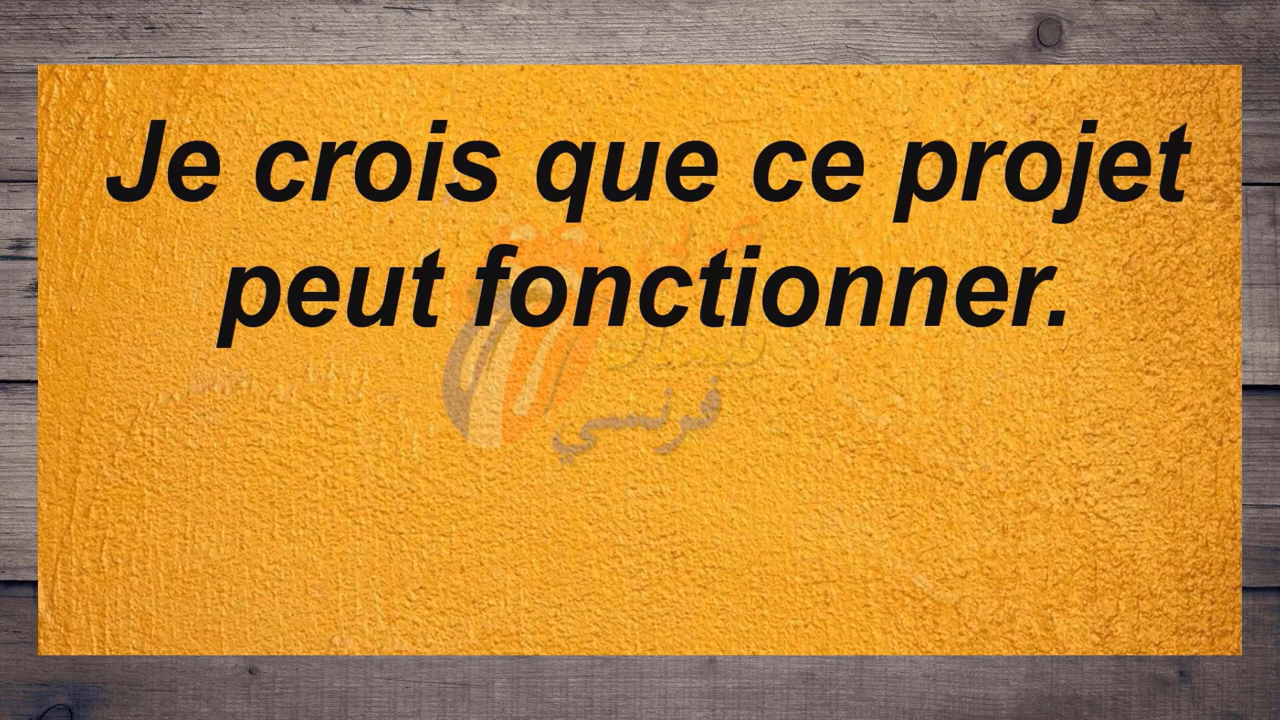 Je crois que ce projet
peut fonctionner.
فرنسي